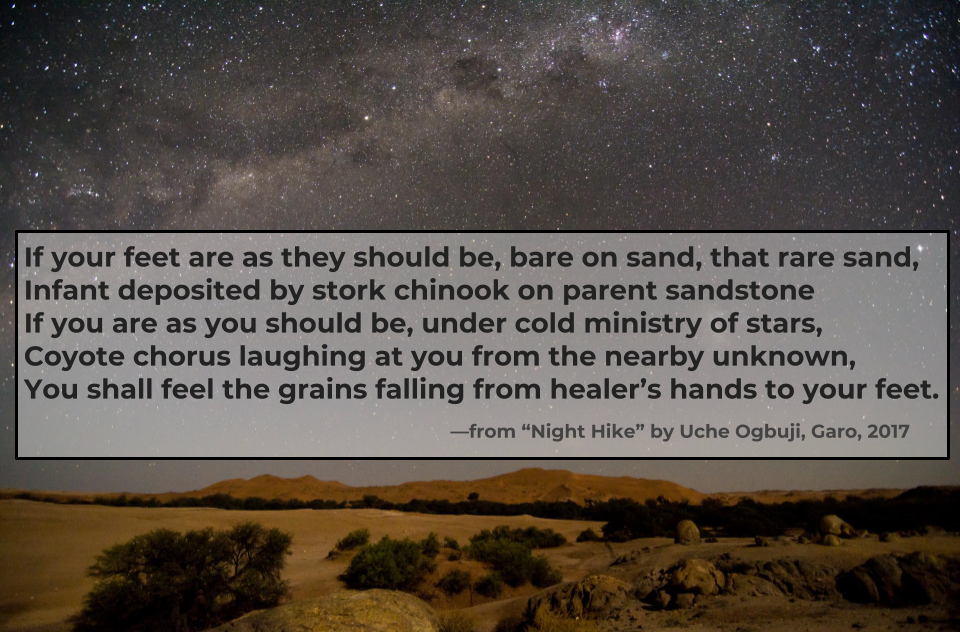 If your feet are as they should be, bare on sand, that rare sand,
Infant deposited by stork chinook on parent sandstone
If you are as you should be, under cold ministry of stars,
Coyote chorus laughing at you from the nearby unknown,
You shall feel the grains falling from healer’s hands to your feet.
—from “Night Hike” by Uche Ogbuji, Garo, 2017